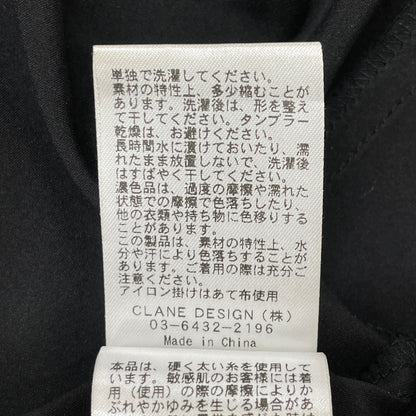 単独で洗濯してください。
素材の特性上、多少縮むことが
あります。洗濯後は、形を整え
て干してください。タンブラー
乾燥は、お避けください。
長時間水に漬けておいたり、濡
れたまま放置しないで、洗濯後
はすばやく干してください。
濃色品は、過度の摩擦や濡れた
状態での摩擦で色落ちしたり、
他の衣類や持ち物に色移りする
ことがあります。
この製品は、素材の特性上、水
分や汗により色落ちすることが
あります。ご着用の際は充分ご
注意ください。
アイロン掛けはあて布使用
CLANE DESIGN（株）
03-6432-2196
Made in China
本品は、硬く太い糸を使用して
います。敏感肌のお客様には着
用（使用）の際の摩擦によりか
ぶれやかゆみを生じる場合があ